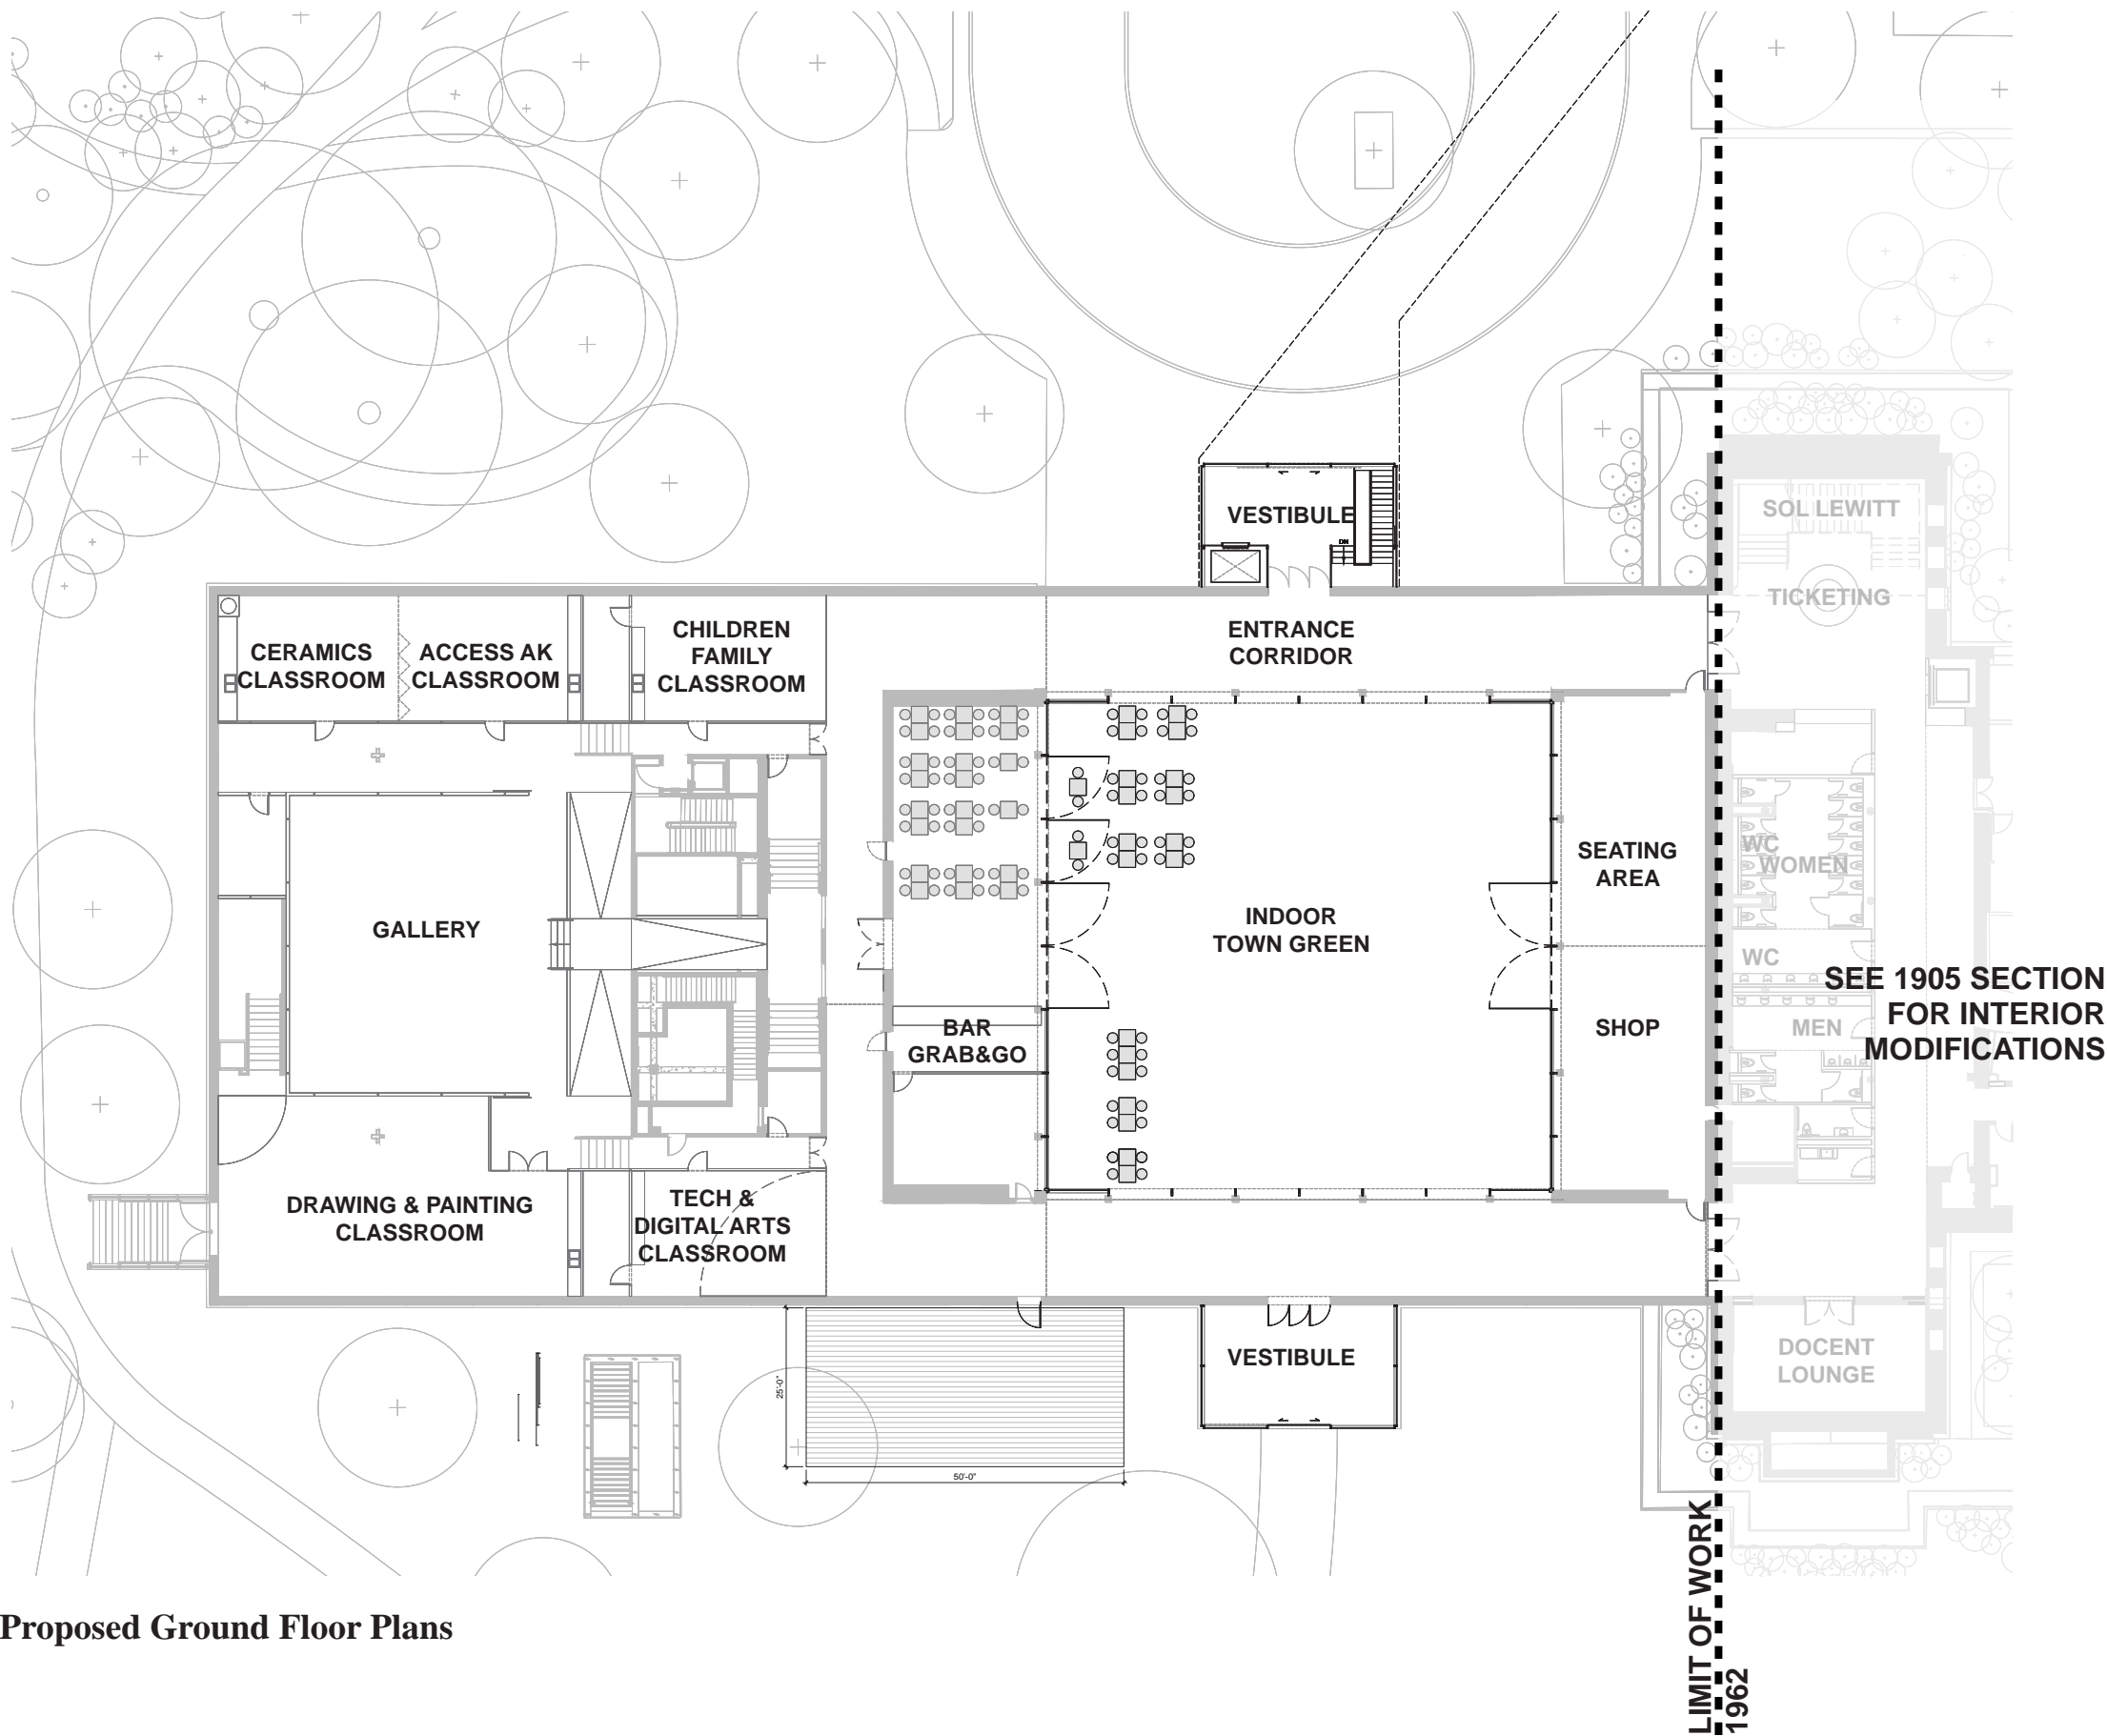 VESTIBULE
DN
SOL LEWITT
TICKETING
CERAMICS
CLASSROOM
ACCESS AK
CLASSROOM
CHILDREN
FAMILY
CLASSROOM
ENTRANCE
CORRIDOR
GALLERY
INDOOR
TOWN GREEN
SEATING
AREA
WC
WOMEN
WC
SEE 1905 SECTION
FOR INTERIOR
MODIFICATIONS
BAR
GRAB&GO
SHOP
MEN
DRAWING & PAINTING
CLASSROOM
TECH &
DIGITAL ARTS
CLASSROOM
VESTIBULE
DOCENT
LOUNGE
25'-0"
50'-0"
LIMIT OF WORK
1962
Proposed Ground Floor Plans